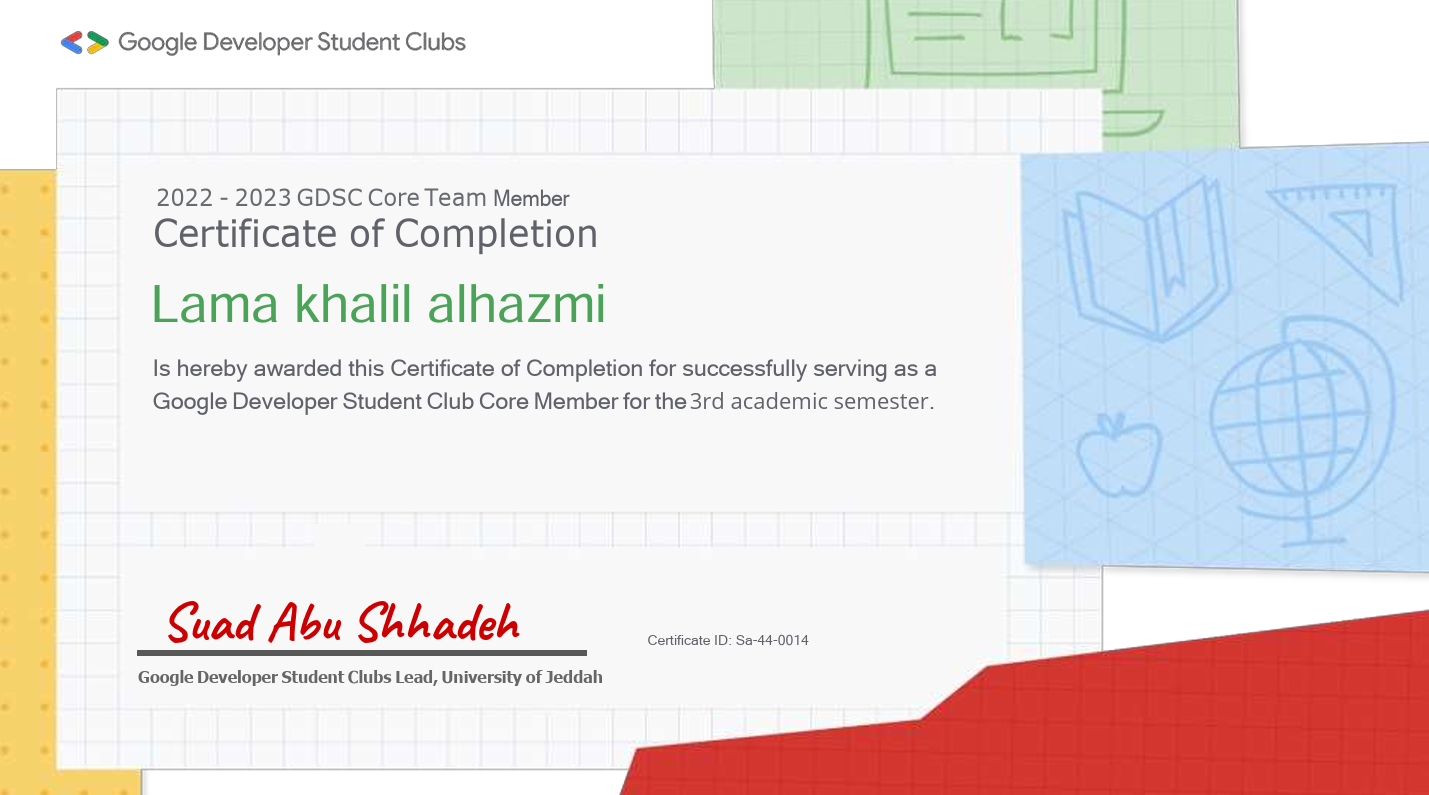 Google Developer Student Clubs
2022 - 2023 GDSC Core Team Member
Certificate of Completion
Lama khalil alhazmi
Is hereby awarded this Certificate of Completion for successfully serving as a
Google Developer Student Club Core Member for the 3rd academic semester.
Suad Abu Shhadeh
Certificate ID: Sa-44-0014
Google Developer Student Clubs Lead, University of Jeddah